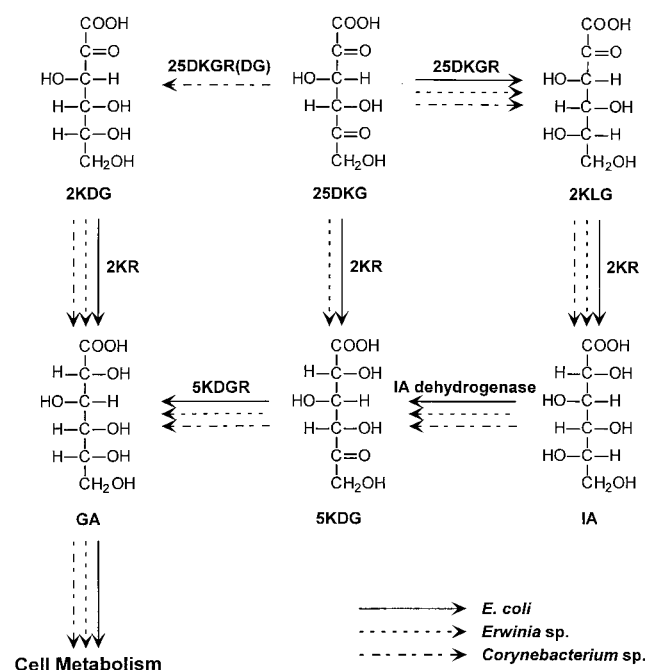 COOH COOH COOH
C=O C=O C=O
HO–C–H HO–C–H HO–C–H
H–C–OH H–C–OH H–C–OH
H–C–OH C=O HO–C–H
CH2OH CH2OH CH2OH
25DKGR(DG) 25DKGR
2KDG 25DKG 2KLG
2KR 2KR 2KR
COOH COOH COOH
H–C–OH H–C–OH H–C–OH
HO–C–H HO–C–H HO–C–H
H–C–OH H–C–OH H–C–OH
H–C–OH C=O HO–C–H
CH2OH CH2OH CH2OH
5KDGR IA dehydrogenase
GA 5KDG IA
E. coli
Erwinia sp.
Corynebacterium sp.
Cell Metabolism